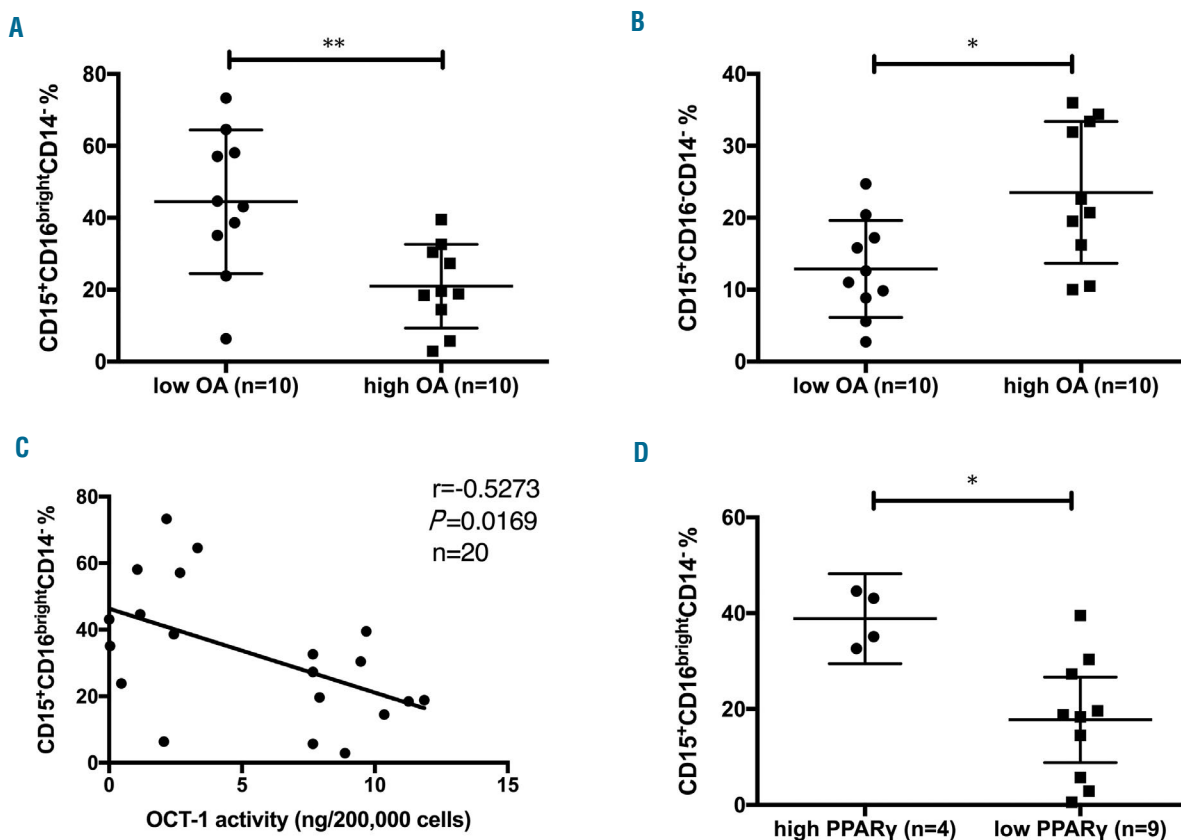 A
**
CD15⁺CD16ᵇʳⁱᵍʰᵗCD14⁻ %
80
60
40
20
0
low OA (n=10)
high OA (n=10)
B
*
CD15⁺CD16⁻CD14⁻ %
40
30
20
10
0
low OA (n=10)
high OA (n=10)
C
r=-0.5273
P=0.0169
n=20
CD15⁺CD16ᵇʳⁱᵍʰᵗCD14⁻ %
80
60
40
20
0
0
5
10
15
OCT-1 activity (ng/200,000 cells)
D
*
CD15⁺CD16ᵇʳⁱᵍʰᵗCD14⁻ %
60
40
20
0
high PPARγ (n=4)
low PPARγ (n=9)